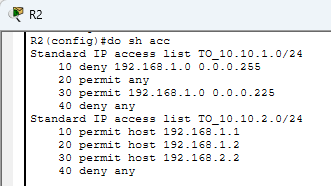 R2
R2(config)#do sh acc
Standard IP access list TO_10.10.1.0/24
    10 deny 192.168.1.0 0.0.0.255
    20 permit any
    30 permit 192.168.1.0 0.0.0.225
    40 deny any
Standard IP access list TO_10.10.2.0/24
    10 permit host 192.168.1.1
    20 permit host 192.168.1.2
    30 permit host 192.168.2.2
    40 deny any